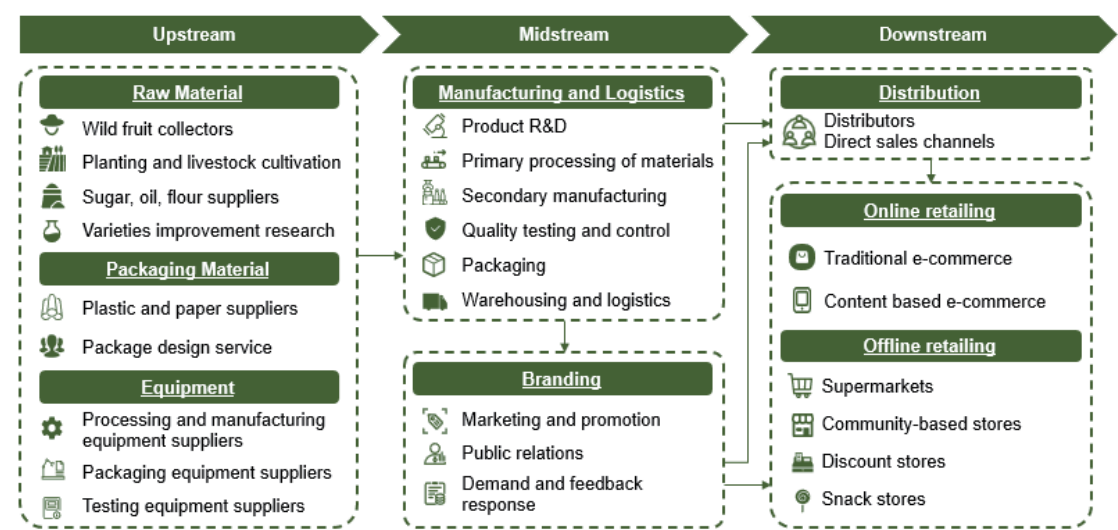 Upstream
Midstream
Downstream
Raw Material
Wild fruit collectors
Planting and livestock cultivation
Sugar, oil, flour suppliers
Varieties improvement research
Packaging Material
Plastic and paper suppliers
Package design service
Equipment
Processing and manufacturing
equipment suppliers
Packaging equipment suppliers
Testing equipment suppliers
Manufacturing and Logistics
Product R&D
Primary processing of materials
Secondary manufacturing
Quality testing and control
Packaging
Warehousing and logistics
Branding
Marketing and promotion
Public relations
Demand and feedback
response
Distribution
Distributors
Direct sales channels
Online retailing
Traditional e-commerce
Content based e-commerce
Offline retailing
Supermarkets
Community-based stores
Discount stores
Snack stores